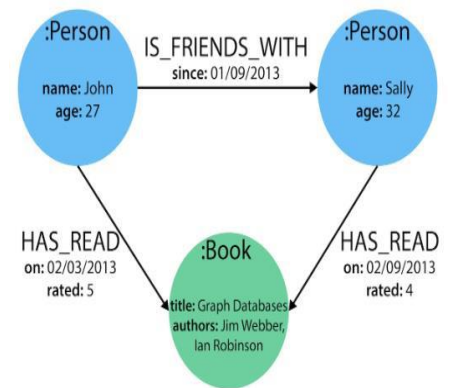 :Person
name: John
age: 27
IS_FRIENDS_WITH
since: 01/09/2013
:Person
name: Sally
age: 32
HAS_READ
on: 02/03/2013
rated: 5
:Book
title: Graph Databases
authors: Jim Webber,
Ian Robinson
HAS_READ
on: 02/09/2013
rated: 4